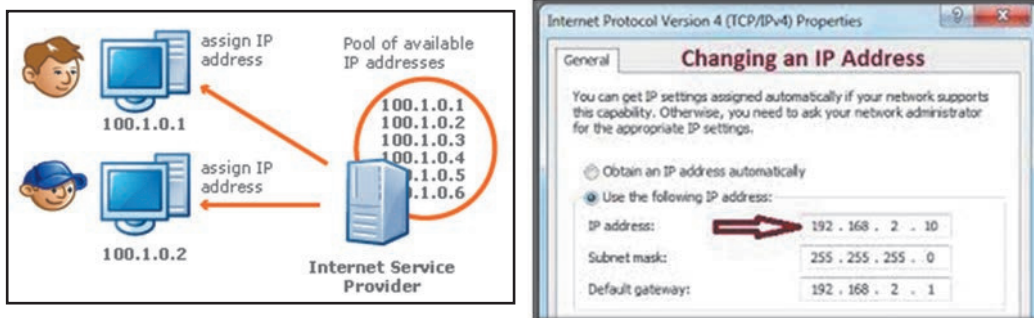 assign IP
address
Pool of available
IP addresses
100.1.0.1
100.1.0.1
100.1.0.2
100.1.0.3
100.1.0.4
.1.0.5
.1.0.6
assign IP
address
100.1.0.2
Internet Service
Provider
Internet Protocol Version 4 (TCP/IPv4) Properties
General
Changing an IP Address
You can get IP settings assigned automatically if your network supports
this capability. Otherwise, you need to ask your network administrator
for the appropriate IP settings.
Obtain an IP address automatically
Use the following IP address:
IP address: 192 . 168 . 2 . 10
Subnet mask: 255 . 255 . 255 . 0
Default gateway: 192 . 168 . 2 . 1